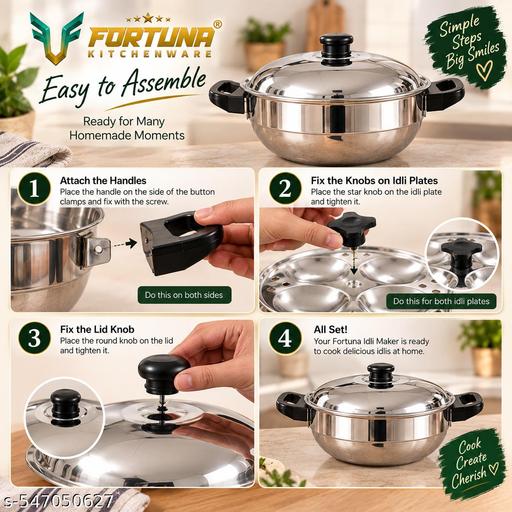 FORTUNA®
KITCHENWARE
Easy to Assemble
Ready for Many
Homemade Moments
Simple
Steps
Big Smiles
1
Attach the Handles
Place the handle on the side of the button
clamps and fix with the screw.
Do this on both sides
2
Fix the Knobs on Idli Plates
Place the star knob on the idli plate
and tighten it.
Do this for both idli plates
3
Fix the Lid Knob
Place the round knob on the lid
and tighten it.
4
All Set!
Your Fortuna Idli Maker is ready
to cook delicious idlis at home.
Cook
Create
Cherish
s-547050627